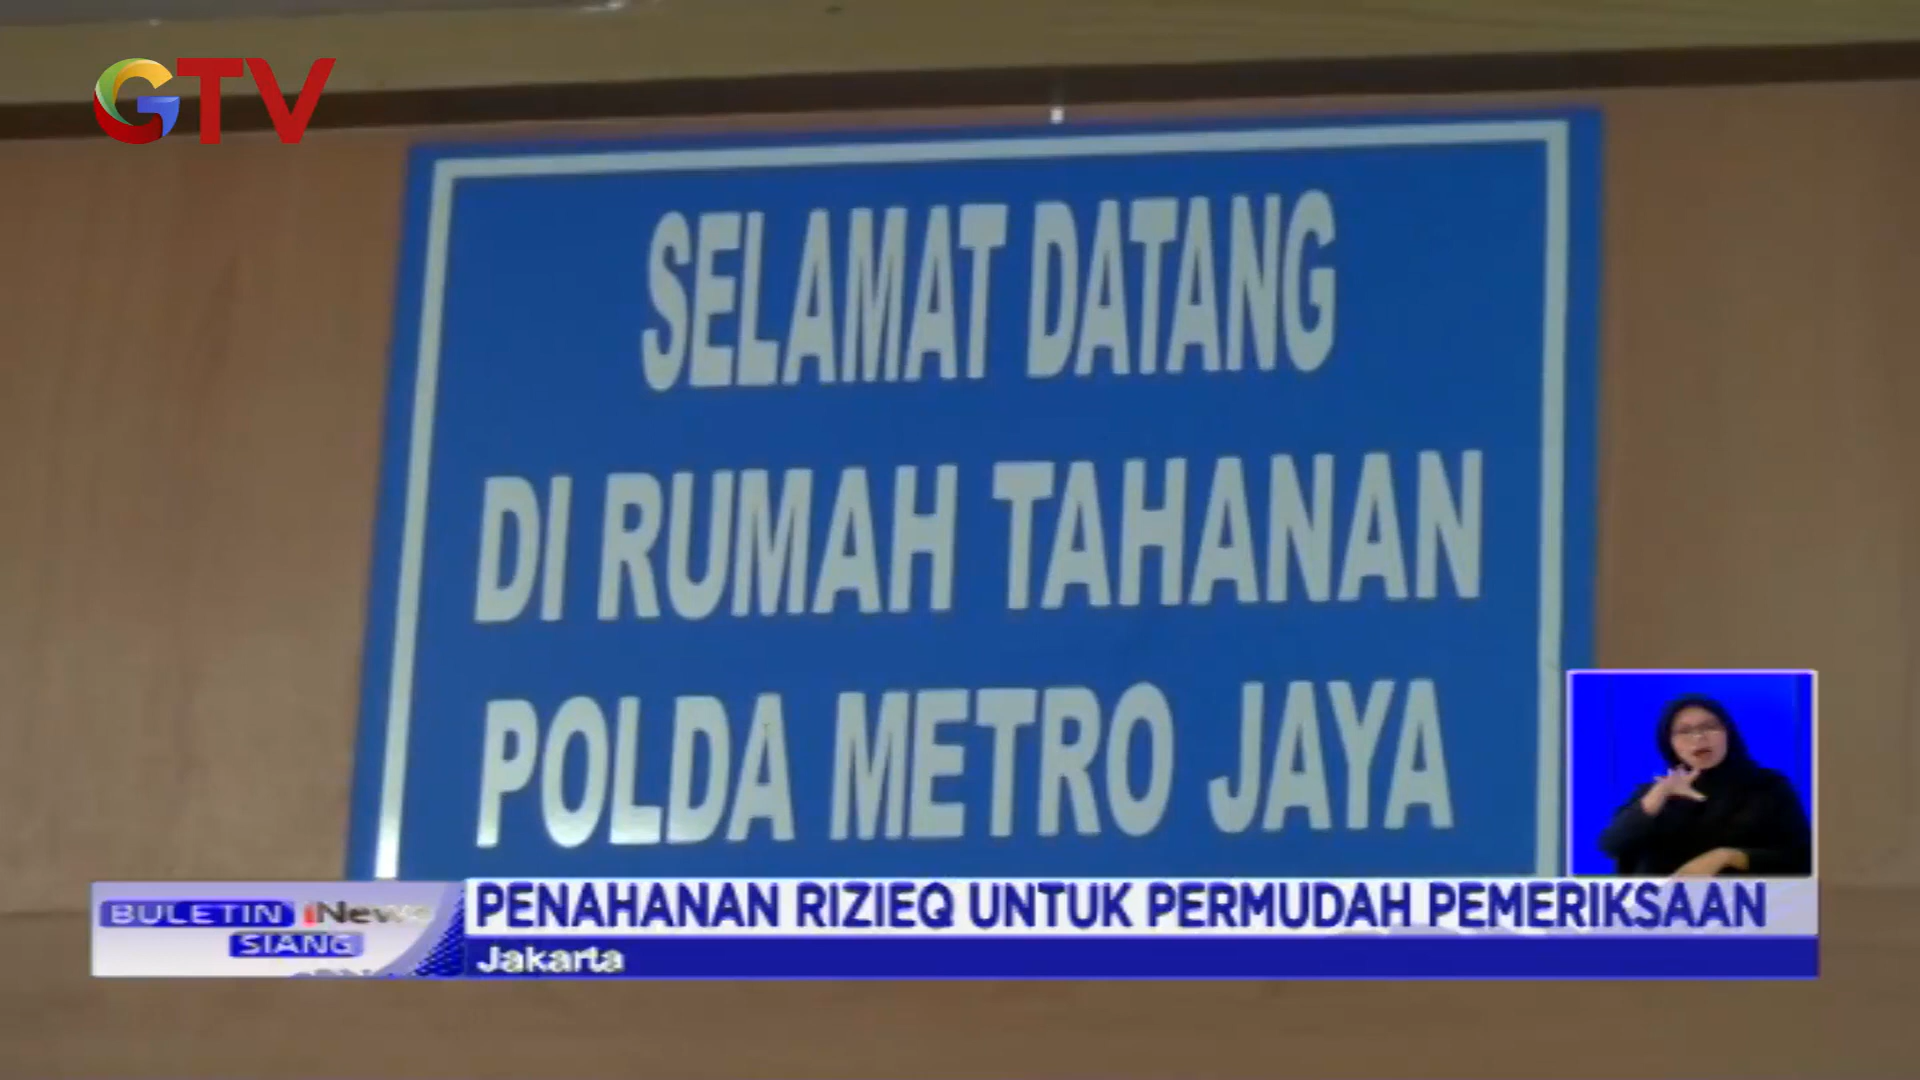 GTV
SELAMAT DATANG
DI RUMAH TAHANAN
POLDA METRO JAYA
BULETIN iNews
SIANG
PENAHANAN RIZIEQ UNTUK PERMUDAH PEMERIKSAAN
Jakarta